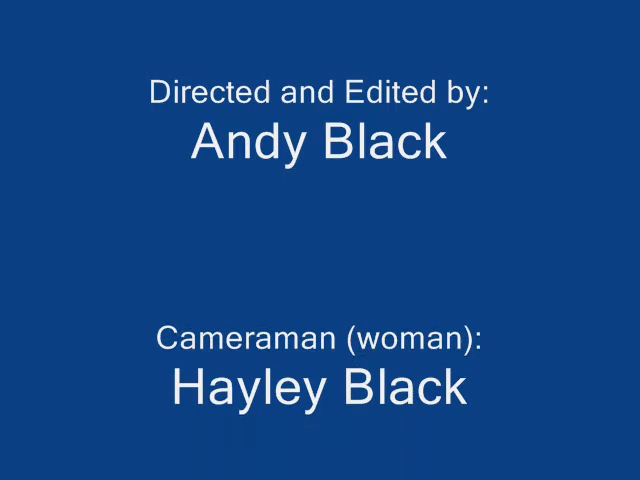 Directed and Edited by:
Andy Black
Cameraman (woman):
Hayley Black